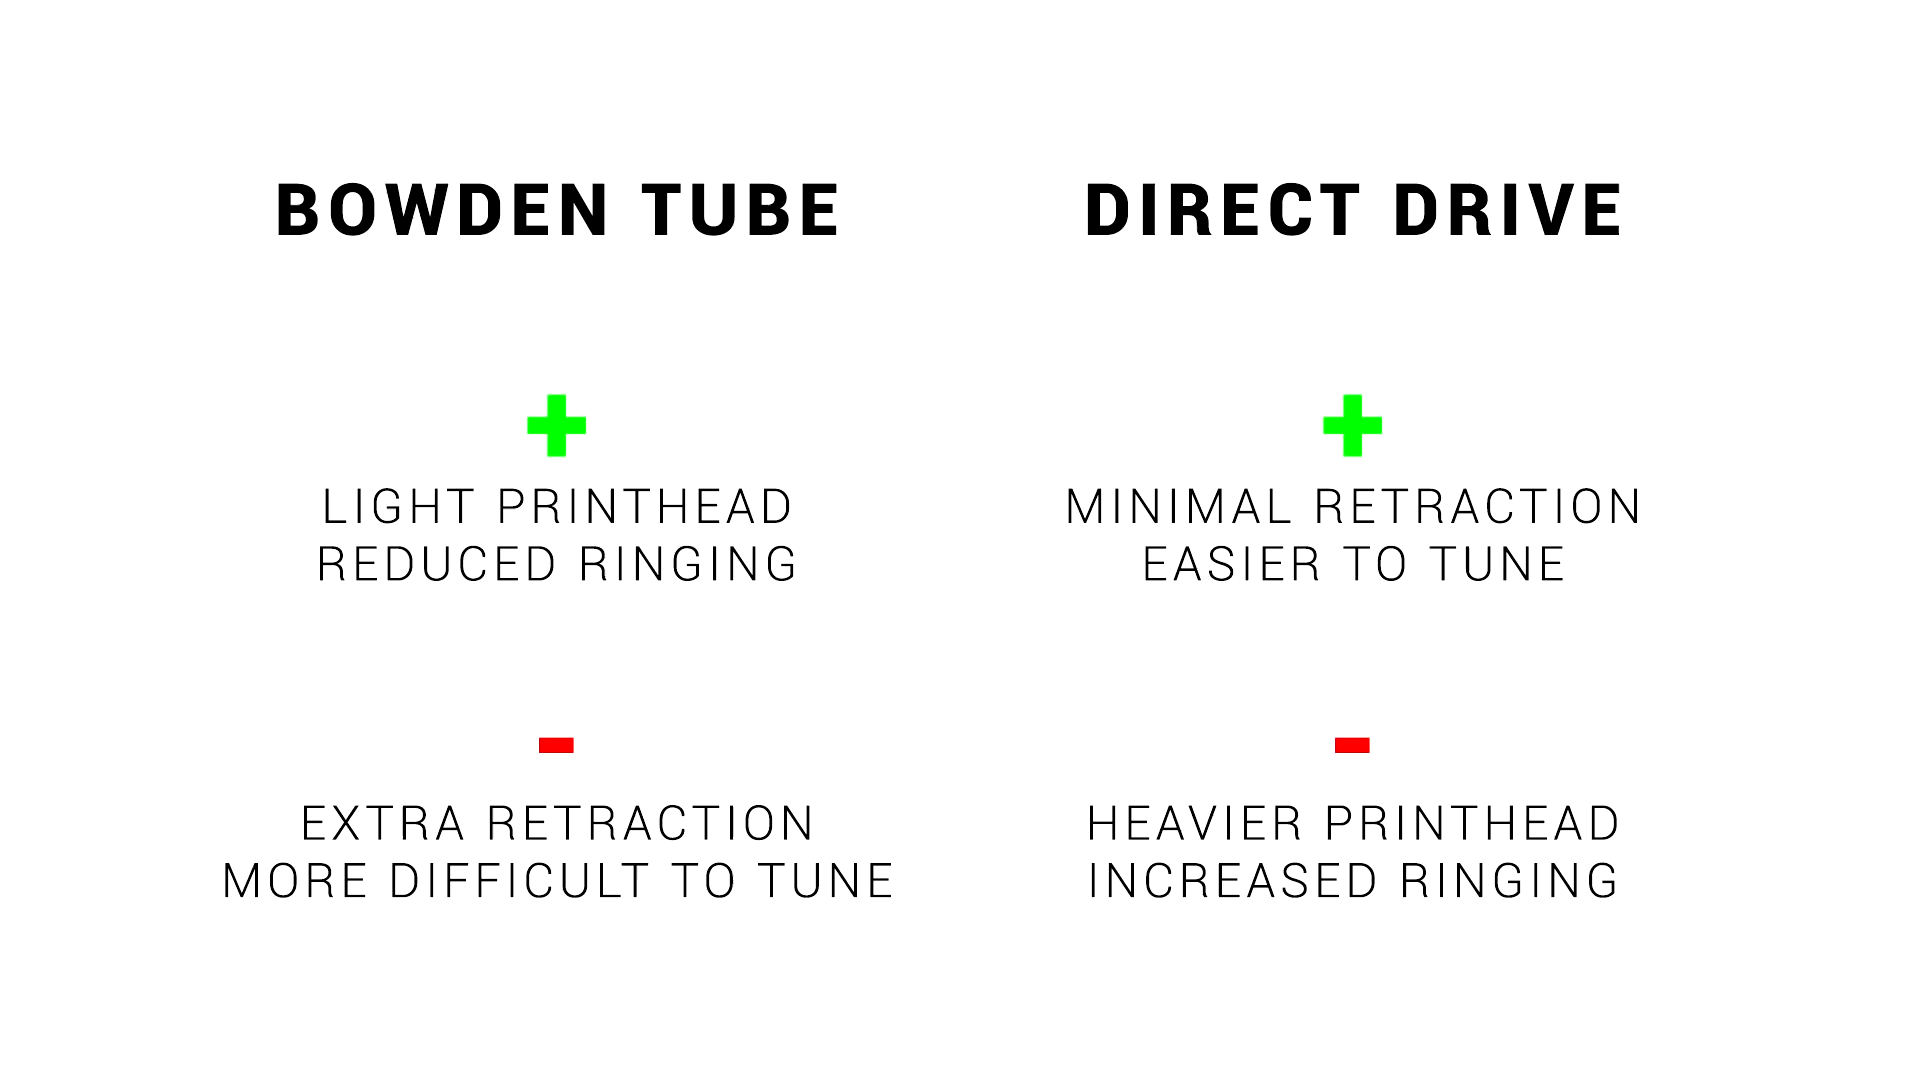 BOWDEN TUBE
+
LIGHT PRINTHEAD
REDUCED RINGING
-
EXTRA RETRACTION
MORE DIFFICULT TO TUNE
DIRECT DRIVE
+
MINIMAL RETRACTION
EASIER TO TUNE
-
HEAVIER PRINTHEAD
INCREASED RINGING